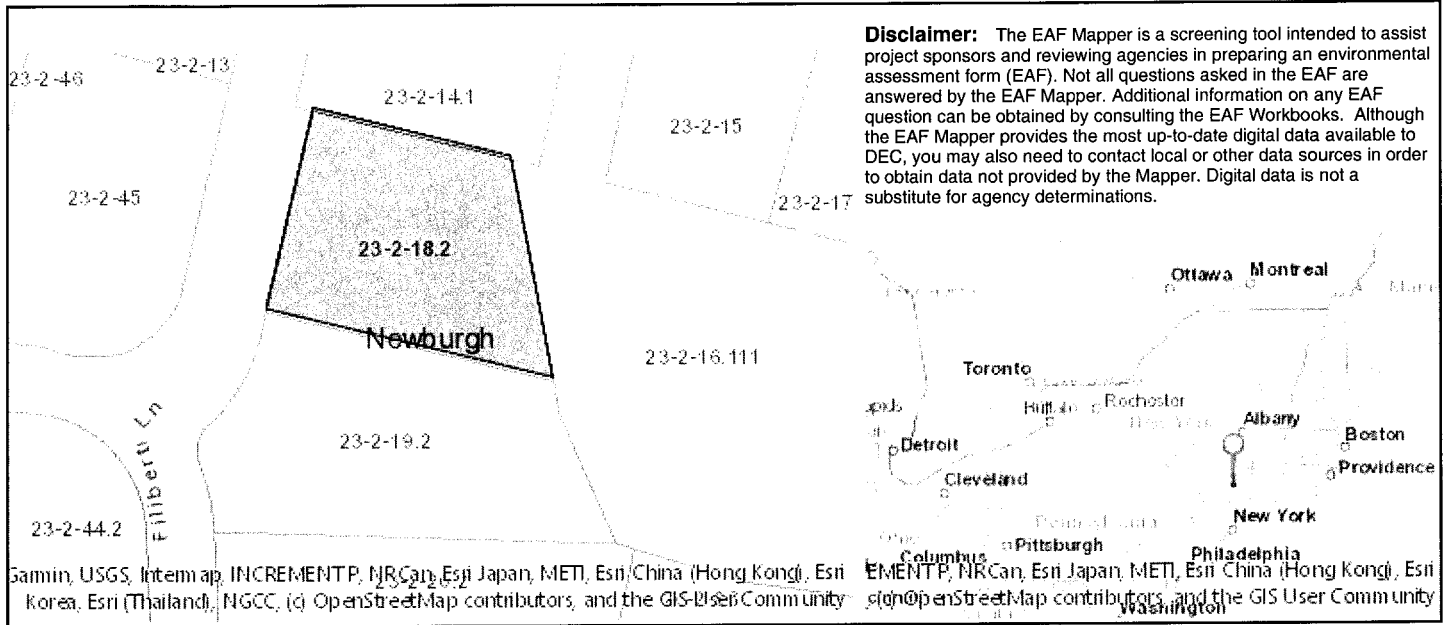 Disclaimer: The EAF Mapper is a screening tool intended to assist
project sponsors and reviewing agencies in preparing an environmental
assessment form (EAF). Not all questions asked in the EAF are
answered by the EAF Mapper. Additional information on any EAF
question can be obtained by consulting the EAF Workbooks. Although
the EAF Mapper provides the most up-to-date digital data available to
DEC, you may also need to contact local or other data sources in order
to obtain data not provided by the Mapper. Digital data is not a
substitute for agency determinations.
23-2-46
23-2-13
23-2-14.1
23-2-15
23-2-45
23-2-17
23-2-18.2
Newburgh
23-2-16.111
23-2-19.2
Filiberti Ln
23-2-44.2
Garmin, USGS, Intermap, INCREMENT P, NRCan, Esri Japan, METI, Esri China (Hong Kong), Esri
Korea, Esri (Thailand), NGCC, (c) OpenStreetMap contributors, and the GIS User Community
Ottawa
Montreal
Toronto
Rochester
Albany
Detroit
Boston
Cleveland
Providence
New York
Pittsburgh
Columbus
Philadelphia
EMENT P, NRCan, Esri Japan, METI, Esri China (Hong Kong), Esri
OpenStreetMap contributors, and the GIS User Community
Washington